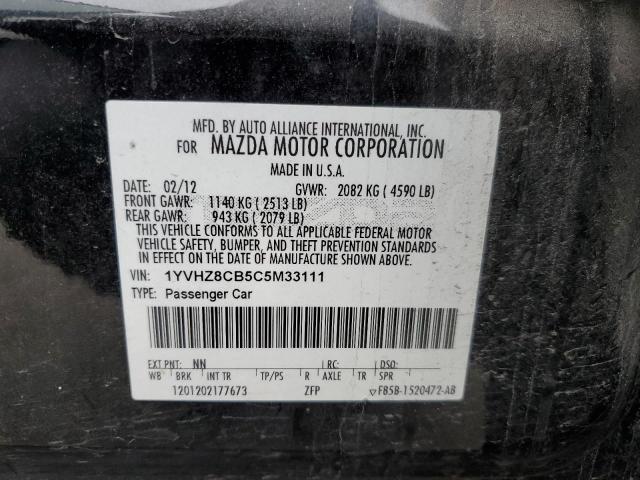 MFD. BY AUTO ALLIANCE INTERNATIONAL, INC.
FOR MAZDA MOTOR CORPORATION
MADE IN U.S.A.
DATE: 02/12 GVWR: 2082 KG (4590 LB)
FRONT GAWR: 1140 KG (2513 LB)
REAR GAWR: 943 KG (2079 LB)
THIS VEHICLE CONFORMS TO ALL APPLICABLE FEDERAL MOTOR
VEHICLE SAFETY, BUMPER, AND THEFT PREVENTION STANDARDS
IN EFFECT ON THE DATE OF MANUFACTURE SHOWN ABOVE.
VIN: 1YVHZ8CB5C5M33111
TYPE: Passenger Car
EXT PNT: NN RC: DSO:
WB BRK INT TR TP/PS R AXLE TR SPR
1201202177673 ZFP F85B-1520472-AB